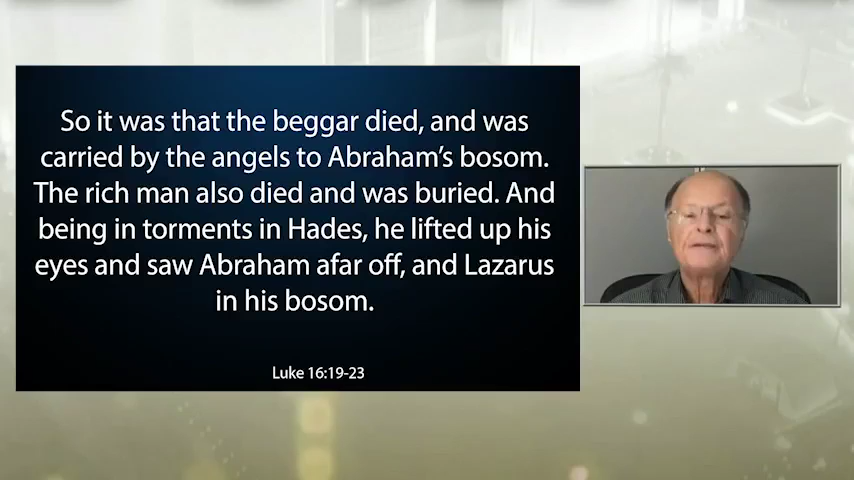 So it was that the beggar died, and was
carried by the angels to Abraham’s bosom.
The rich man also died and was buried. And
being in torments in Hades, he lifted up his
eyes and saw Abraham afar off, and Lazarus
in his bosom.
Luke 16:19-23